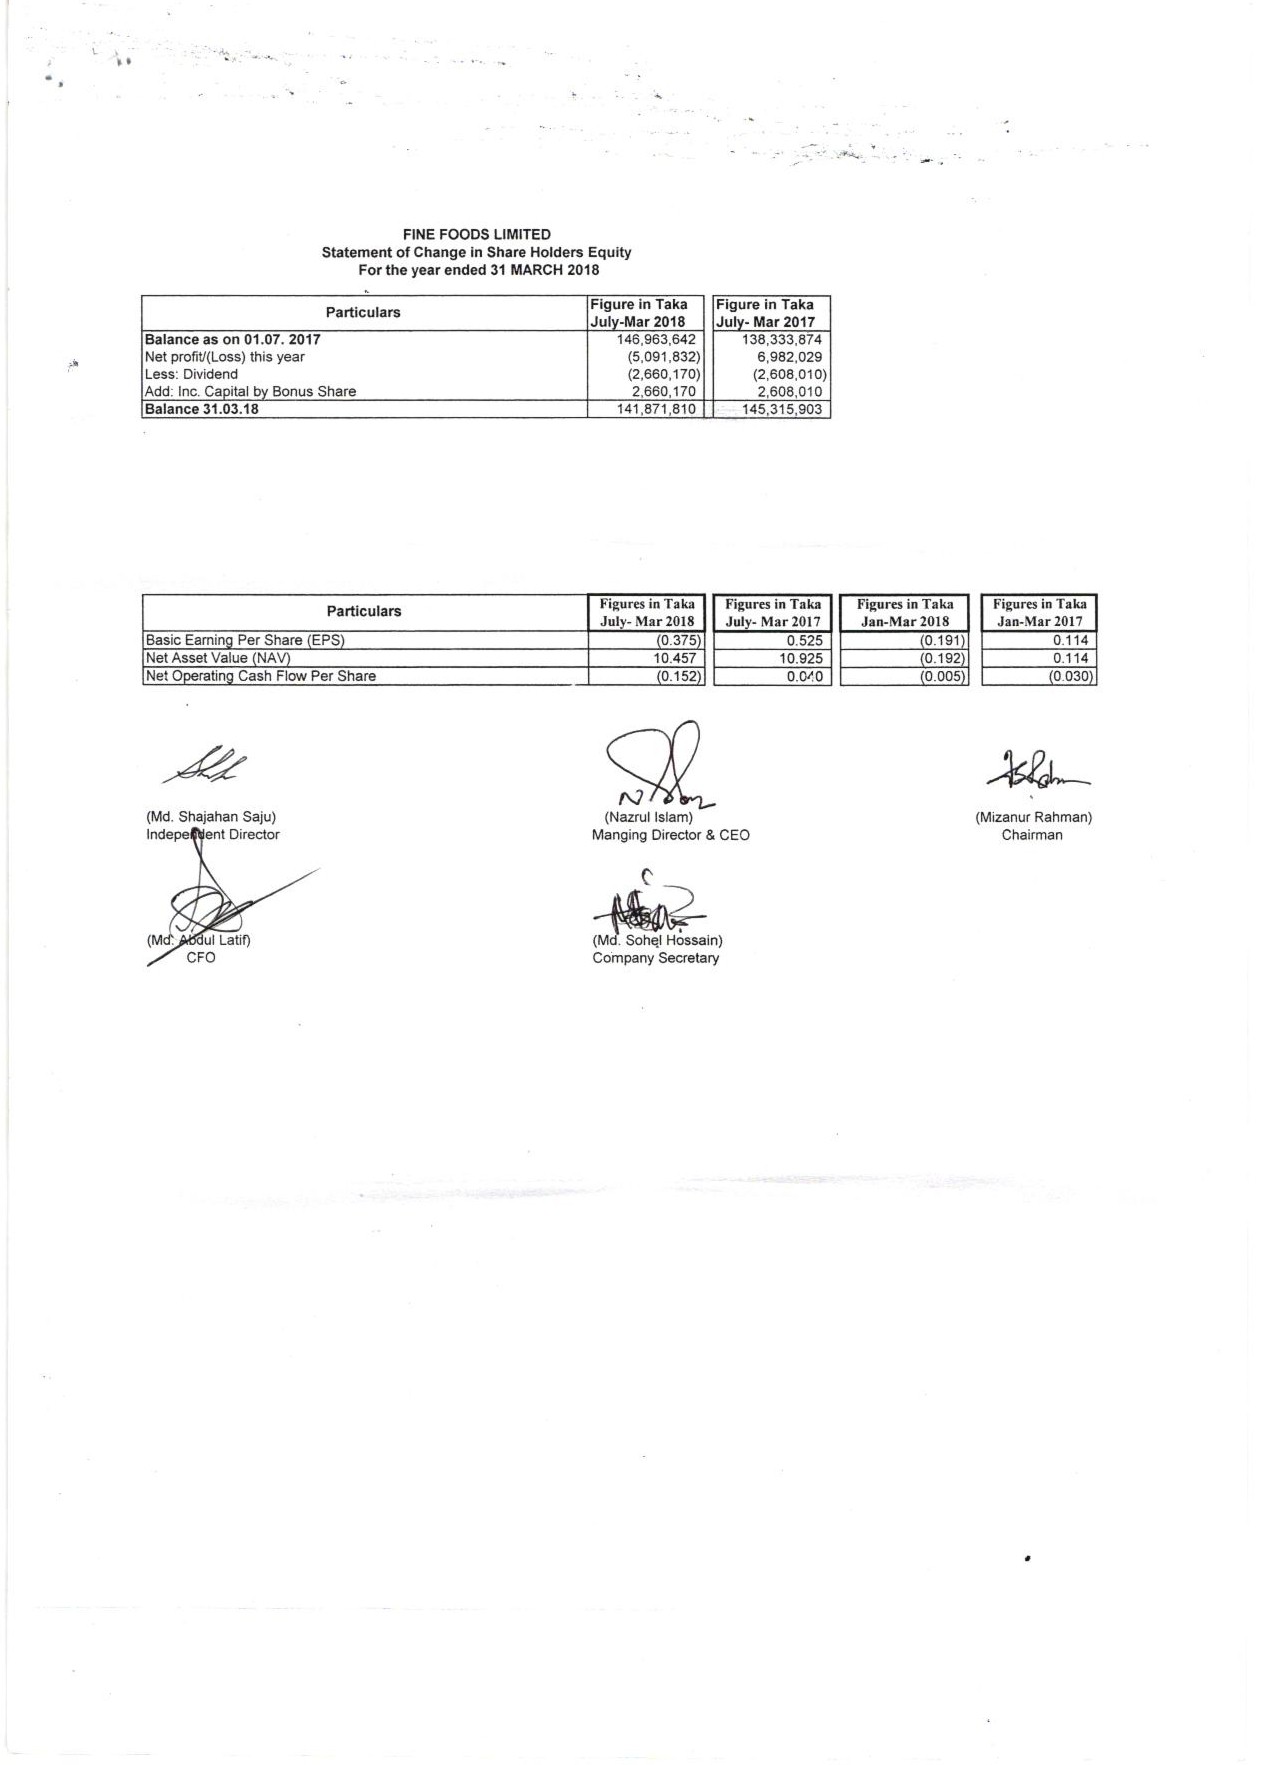 FINE FOODS LIMITED
Statement of Change in Share Holders Equity
For the year ended 31 MARCH 2018
Particulars Figure in Taka July-Mar 2018 Figure in Taka July- Mar 2017
Balance as on 01.07. 2017 146,963,642 138,333,874
Net profit/(Loss) this year (5,091,832) 6,982,029
Less: Dividend (2,660,170) (2,608,010)
Add: Inc. Capital by Bonus Share 2,660,170 2,608,010
Balance 31.03.18 141,871,810 145,315,903
Particulars Figures in Taka July- Mar 2018 Figures in Taka July- Mar 2017 Figures in Taka Jan-Mar 2018 Figures in Taka Jan-Mar 2017
Basic Earning Per Share (EPS) (0.375) 0.525 (0.191) 0.114
Net Asset Value (NAV) 10.457 10.925 (0.192) 0.114
Net Operating Cash Flow Per Share (0.152) 0.040 (0.005) (0.030)
(Md. Shajahan Saju) (Nazrul Islam) (Mizanur Rahman)
Independent Director Manging Director & CEO Chairman
(Md. Abdul Latif) (Md. Sohel Hossain)
CFO Company Secretary